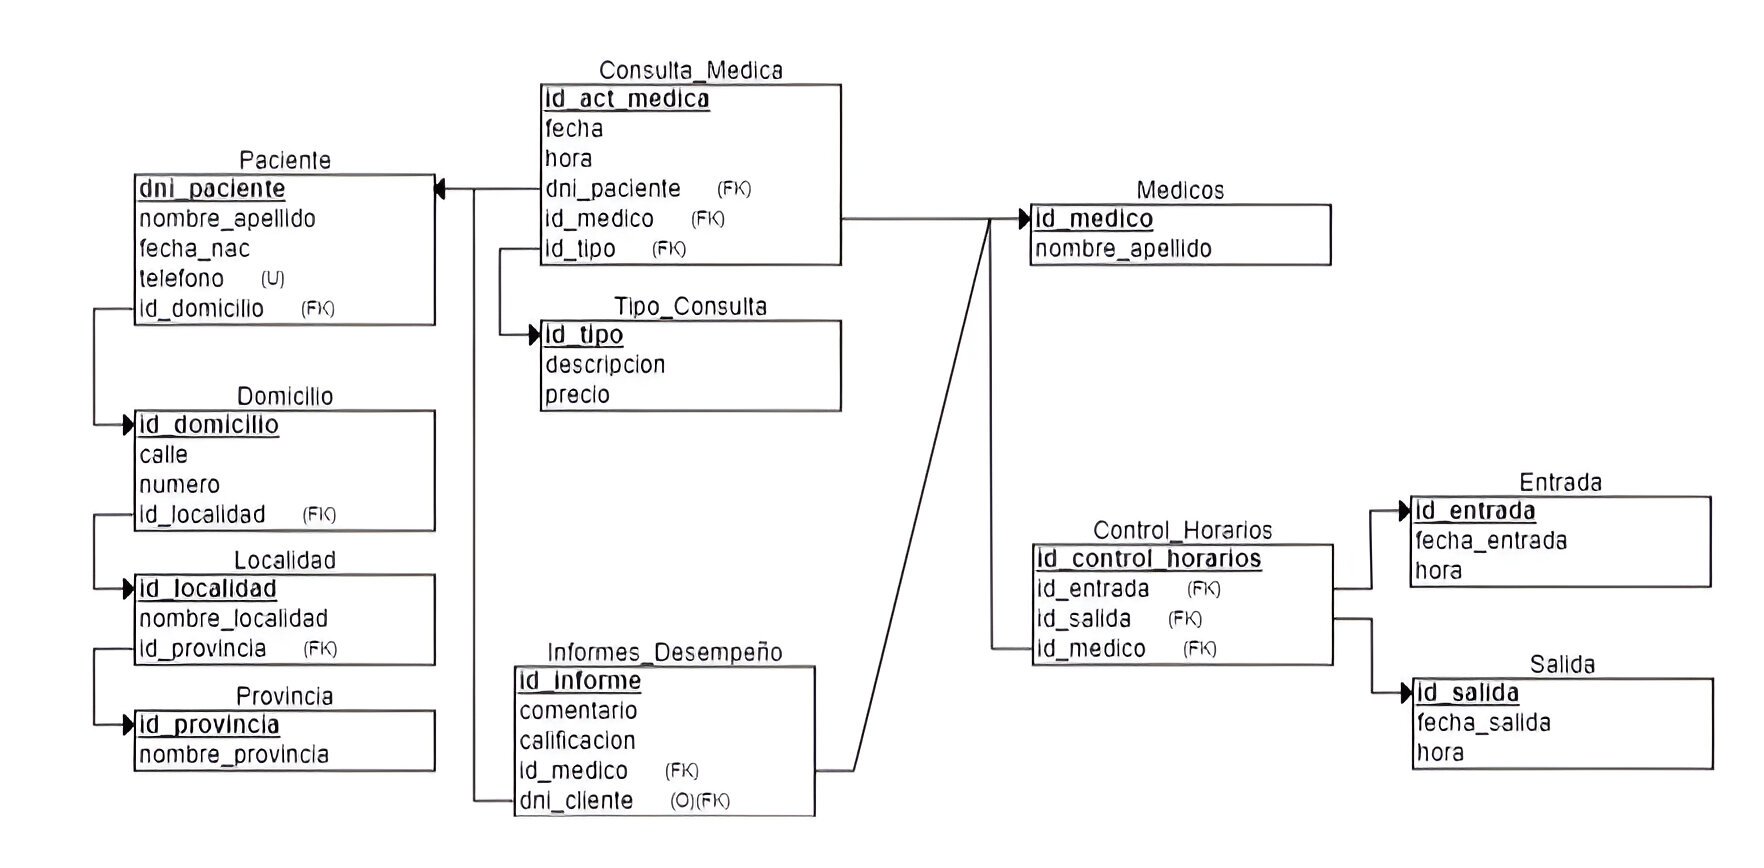 Consulta_Medica
id_act_medica
fecha
hora
dni_paciente (FK)
id_medico (FK)
id_tipo (FK)
Paciente
dni_paciente
nombre_apellido
fecha_nac
telefono (U)
id_domicilio (FK)
Medicos
id_medico
nombre_apellido
Tipo_Consulta
id_tipo
descripcion
precio
Domicilio
id_domicilio
calle
numero
id_localidad (FK)
Localidad
id_localidad
nombre_localidad
id_provincia (FK)
Provincia
id_provincia
nombre_provincia
Informes_Desempeño
id_informe
comentario
calificacion
id_medico (FK)
dni_cliente (O)(FK)
Control_Horarios
id_control_horarios
id_entrada (FK)
id_salida (FK)
id_medico (FK)
Entrada
id_entrada
fecha_entrada
hora
Salida
id_salida
fecha_salida
hora